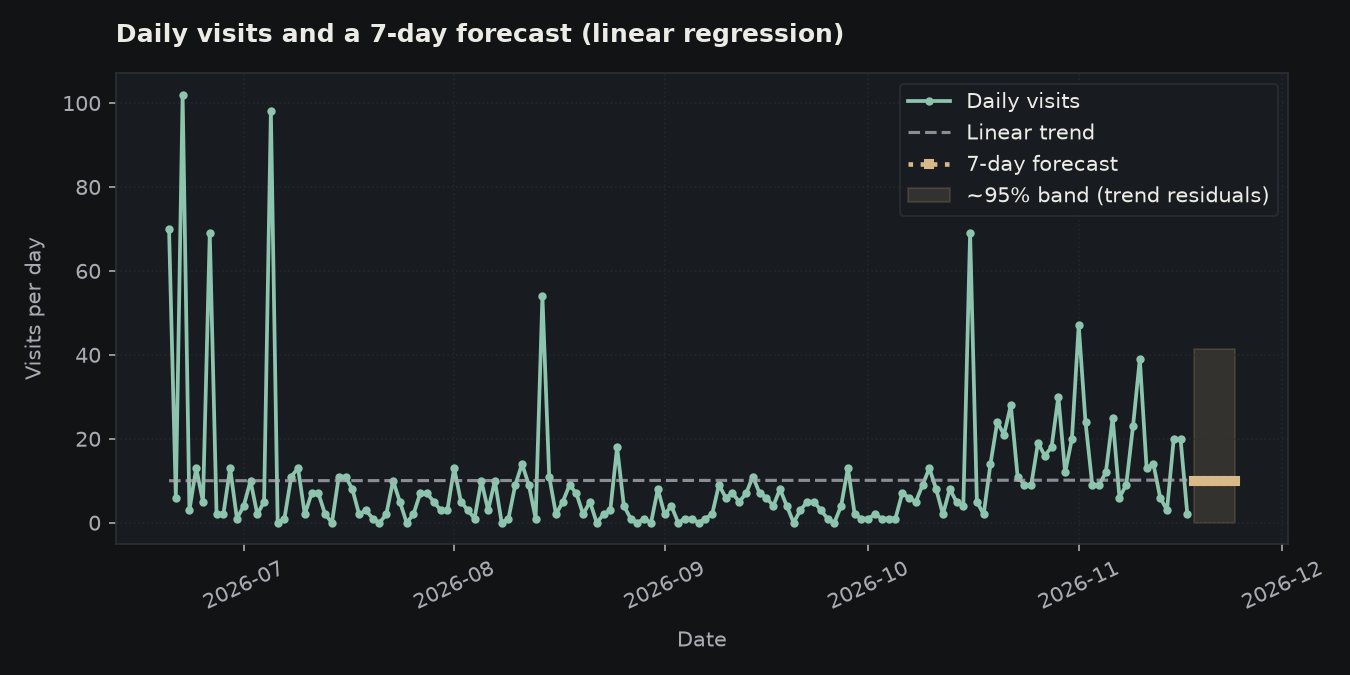 Daily visits and a 7-day forecast (linear regression)
Daily visits
Linear trend
7-day forecast
~95% band (trend residuals)
Visits per day
100
80
60
40
20
0
2026-07
2026-08
2026-09
2026-10
2026-11
2026-12
Date